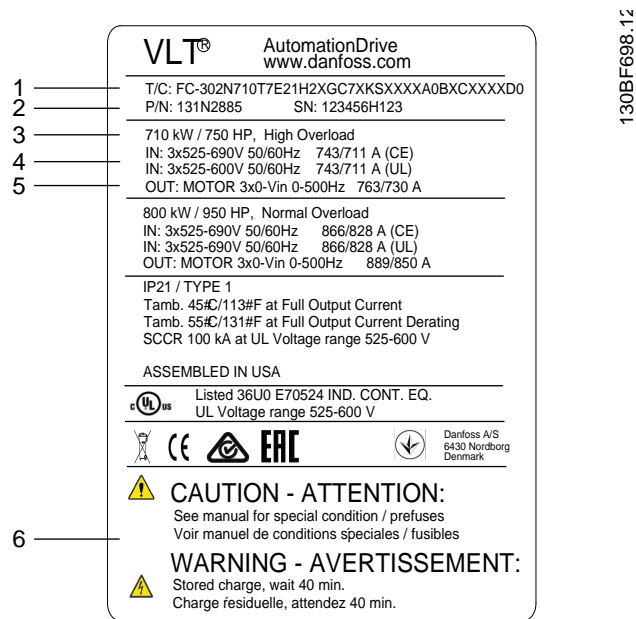 130BF698.12
VLT® AutomationDrive
www.danfoss.com
1
T/C: FC-302N710T7E21H2XGC7XKSXXXXA0BXCXXXXD0
2
P/N: 131N2885 SN: 123456H123
3
710 kW / 750 HP, High Overload
4
IN: 3x525-690V 50/60Hz 743/711 A (CE)
IN: 3x525-600V 50/60Hz 743/711 A (UL)
5
OUT: MOTOR 3x0-Vin 0-500Hz 763/730 A
800 kW / 950 HP, Normal Overload
IN: 3x525-690V 50/60Hz 866/828 A (CE)
IN: 3x525-690V 50/60Hz 866/828 A (UL)
OUT: MOTOR 3x0-Vin 0-500Hz 889/850 A
IP21 / TYPE 1
Tamb. 45#C/113#F at Full Output Current
Tamb. 55#C/131#F at Full Output Current Derating
SCCR 100 kA at UL Voltage range 525-600 V
ASSEMBLED IN USA
c UL us
Listed 36U0 E70524 IND. CONT. EQ.
UL Voltage range 525-600 V
CE EAC
Danfoss A/S
6430 Nordborg
Denmark
CAUTION - ATTENTION:
See manual for special condition / prefuses
Voir manuel de conditions śpeciales / fusibles
6
WARNING - AVERTISSEMENT:
Stored charge, wait 40 min.
Charge ŕesiduelle, attendez 40 min.